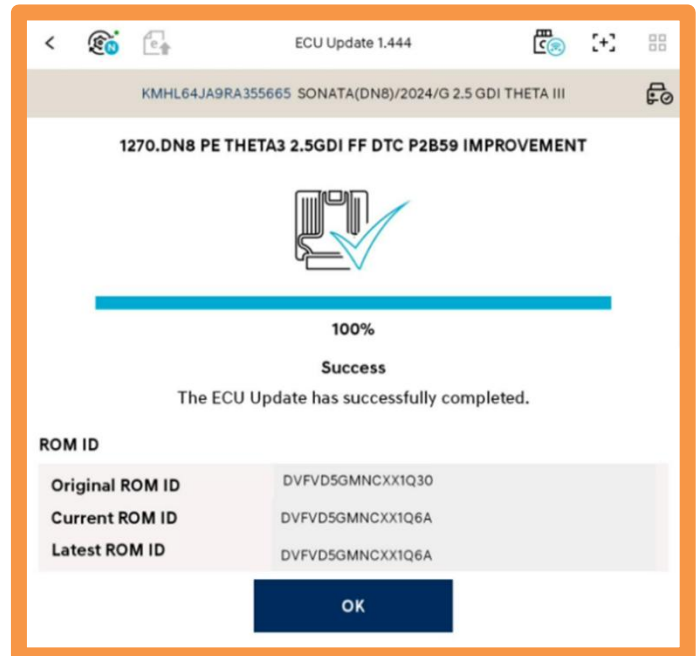 ECU Update 1.444
KMHL64JA9RA355665 SONATA(DN8)/2024/G 2.5 GDI THETA III
1270.DN8 PE THETA3 2.5GDI FF DTC P2B59 IMPROVEMENT
100%
Success
The ECU Update has successfully completed.
ROM ID
Original ROM ID DVFVD5GMNCXX1Q30
Current ROM ID DVFVD5GMNCXX1Q6A
Latest ROM ID DVFVD5GMNCXX1Q6A
OK